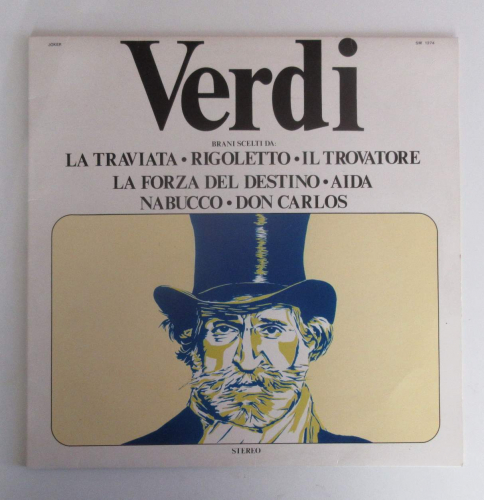 Verdi
BRANI SCELTI DA:
LA TRAVIATA • RIGOLETTO • IL TROVATORE
LA FORZA DEL DESTINO • AIDA
NABUCCO • DON CARLOS
STEREO